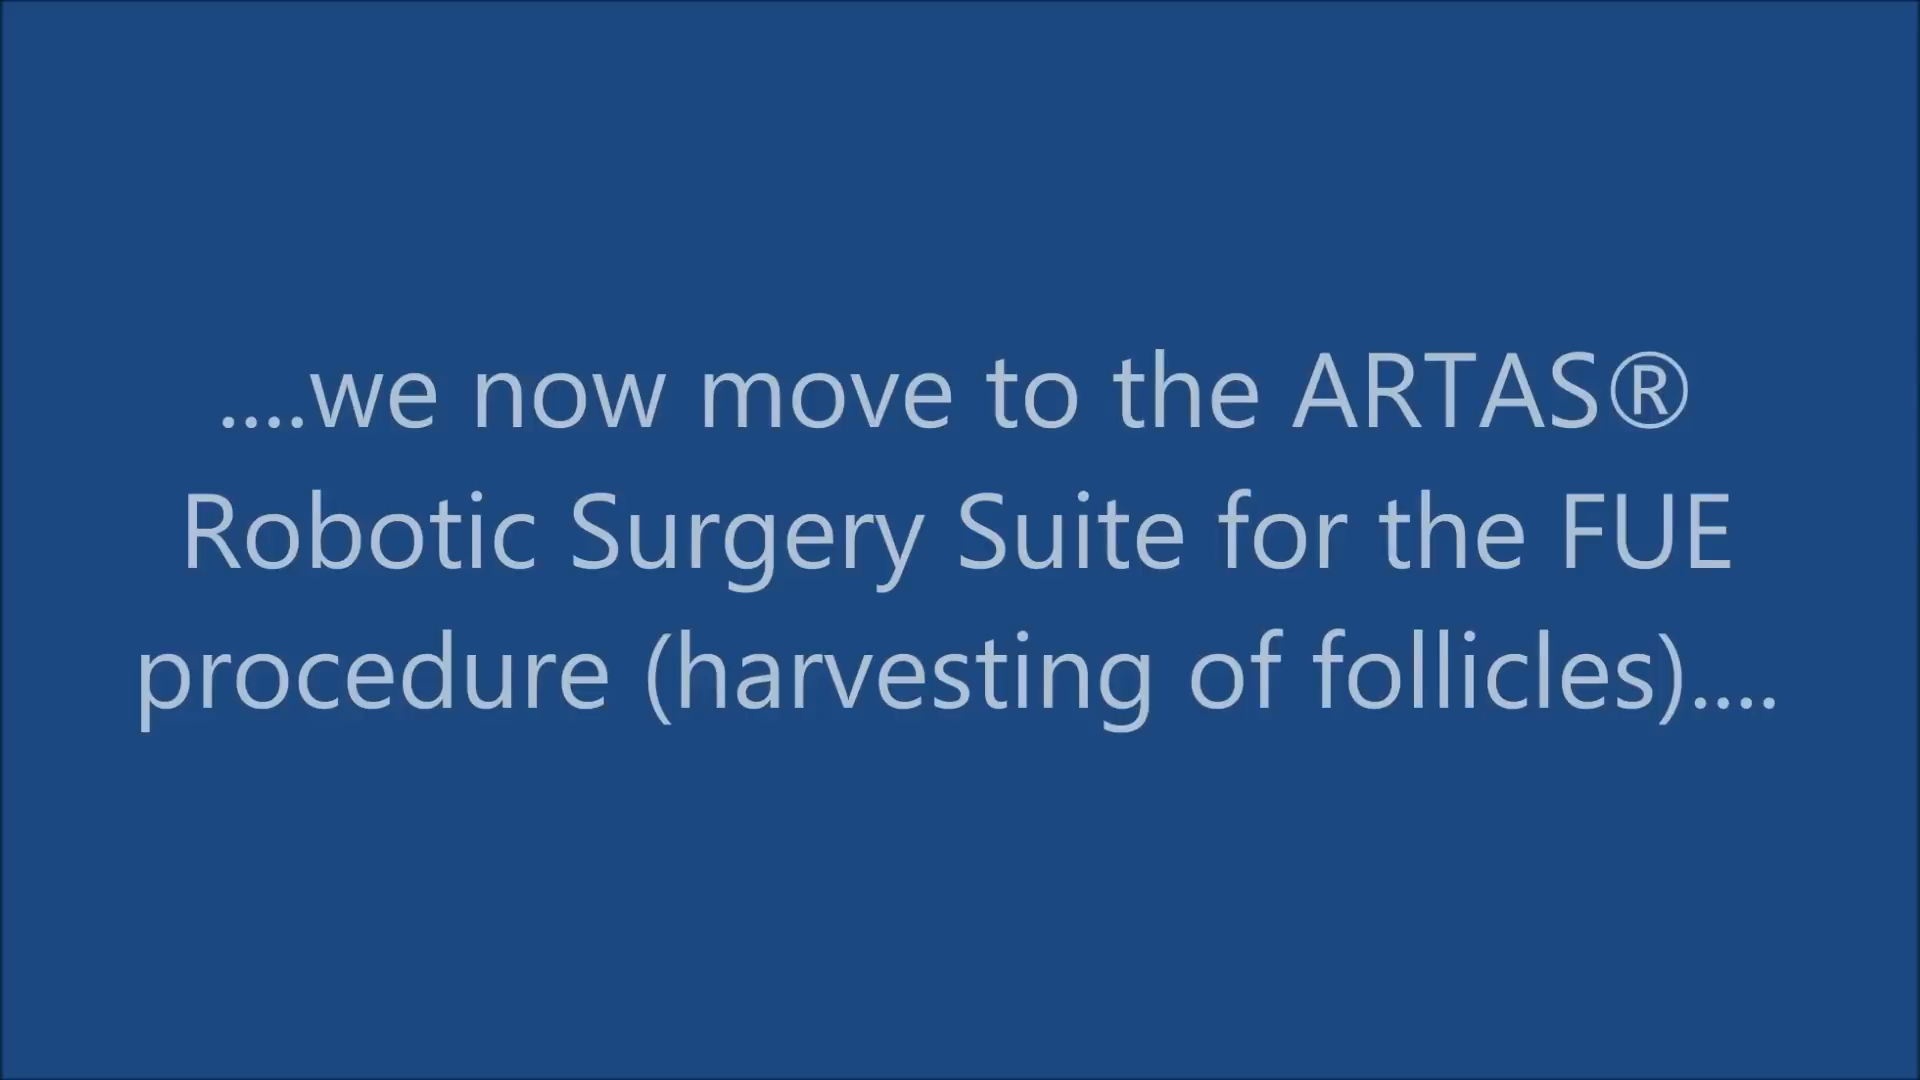 ....we now move to the ARTAS®
Robotic Surgery Suite for the FUE
procedure (harvesting of follicles)....